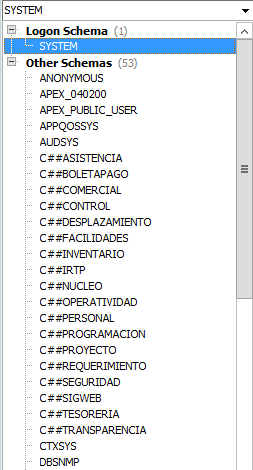 SYSTEM
Logon Schema (1)
SYSTEM
Other Schemas (53)
ANONYMOUS
APEX_040200
APEX_PUBLIC_USER
APPQOSSYS
AUDSYS
C##ASISTENCIA
C##BOLETAPAGO
C##COMERCIAL
C##CONTROL
C##DESPLAZAMIENTO
C##FACILIDADES
C##INVENTARIO
C##IRTP
C##NUCLEO
C##OPERATIVIDAD
C##PERSONAL
C##PROGRAMACION
C##PROYECTO
C##REQUERIMIENTO
C##SEGURIDAD
C##SIGWEB
C##TESORERIA
C##TRANSPARENCIA
CTXSYS
DBSNMP